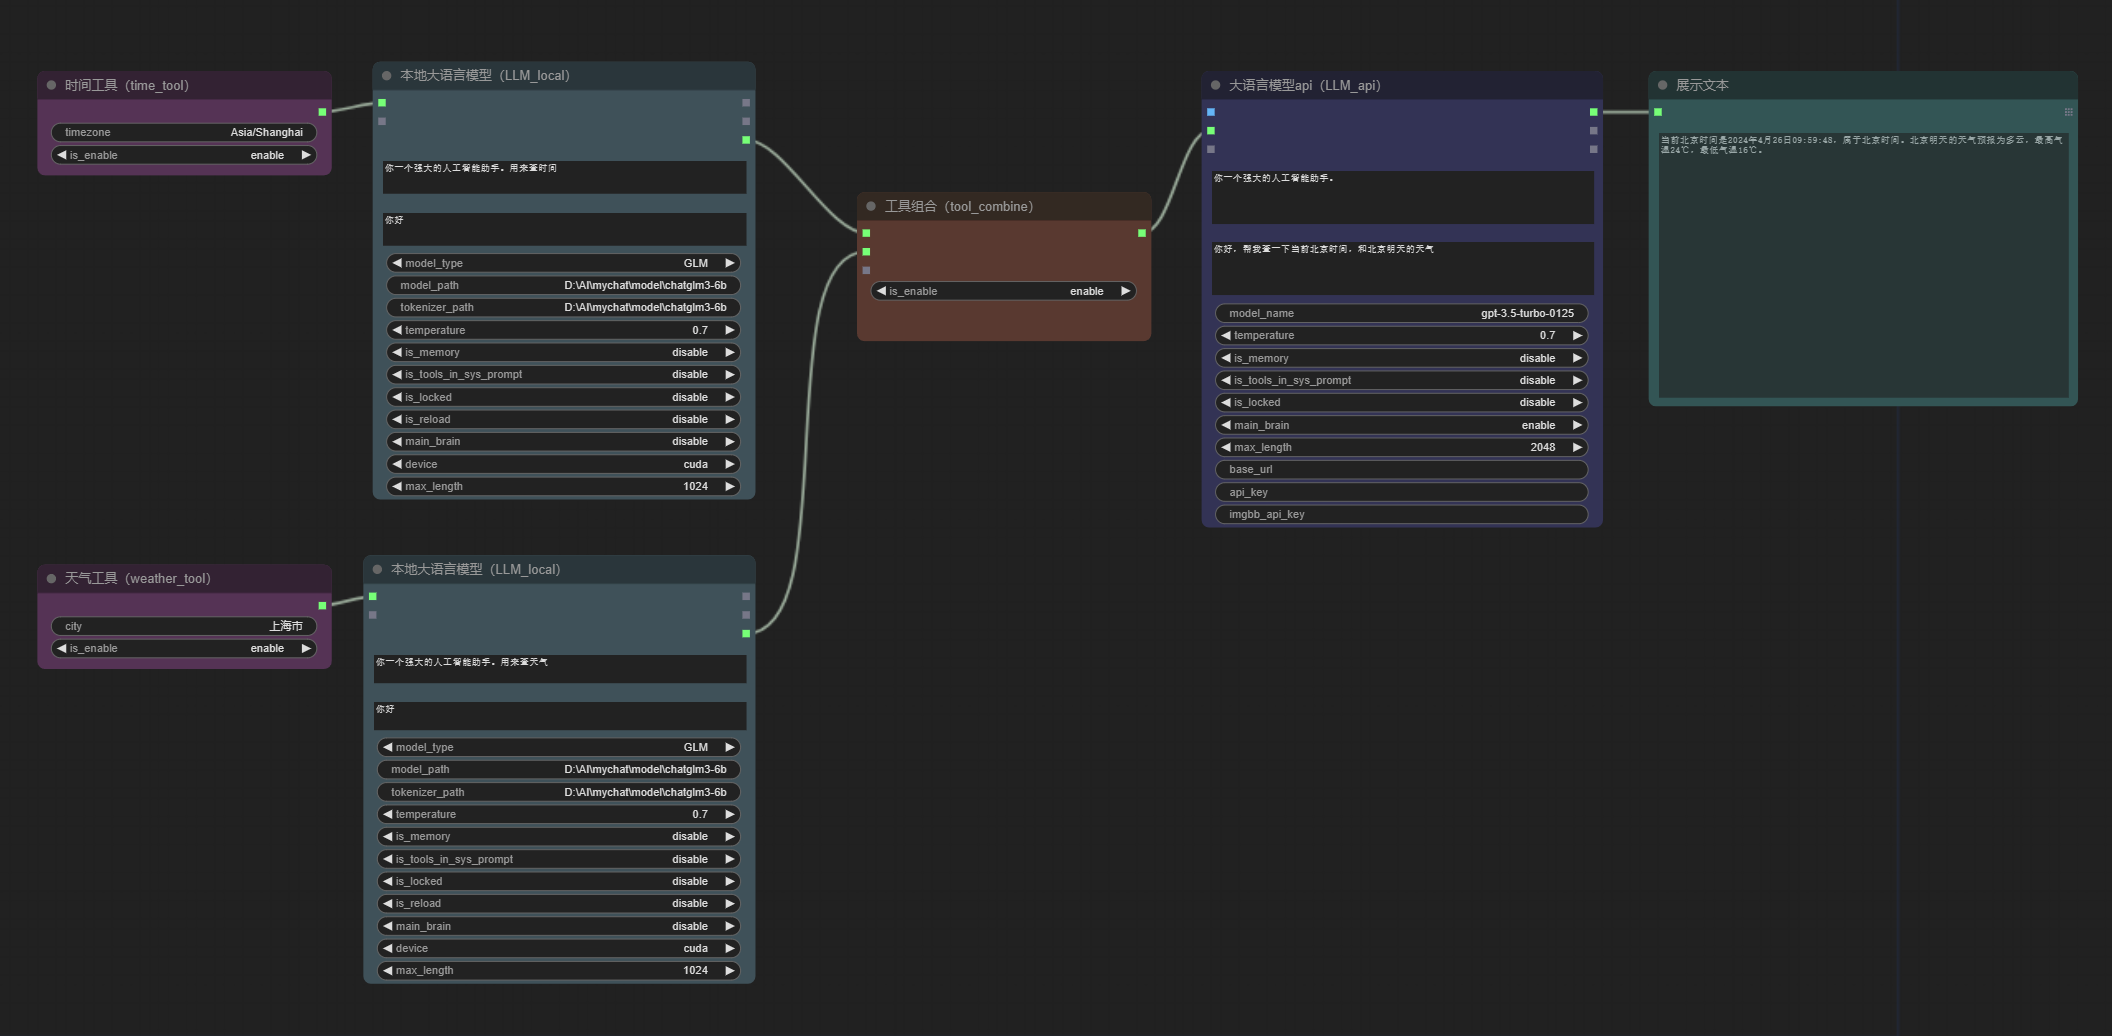 时间工具（time_tool）
timezone Asia/Shanghai
is_enable enable
本地大语言模型（LLM_local）
你一个强大的人工智能助手。用来查时间
你好
model_type GLM
model_path D:\AI\mychat\model\chatglm3-6b
tokenizer_path D:\AI\mychat\model\chatglm3-6b
temperature 0.7
is_memory disable
is_tools_in_sys_prompt disable
is_locked disable
is_reload disable
main_brain disable
device cuda
max_length 1024
天气工具（weather_tool）
city 上海市
is_enable enable
本地大语言模型（LLM_local）
你一个强大的人工智能助手。用来查天气
你好
model_type GLM
model_path D:\AI\mychat\model\chatglm3-6b
tokenizer_path D:\AI\mychat\model\chatglm3-6b
temperature 0.7
is_memory disable
is_tools_in_sys_prompt disable
is_locked disable
is_reload disable
main_brain disable
device cuda
max_length 1024
工具组合（tool_combine）
is_enable enable
大语言模型api（LLM_api）
你一个强大的人工智能助手。
你好，帮我查一下当前北京时间，和北京明天的天气
model_name gpt-3.5-turbo-0125
temperature 0.7
is_memory disable
is_tools_in_sys_prompt disable
is_locked disable
main_brain enable
max_length 2048
base_url
api_key
imgbb_api_key
展示文本
当前北京时间是2024年4月26日09:59:48，属于北京时间。北京明天的天气预报为多云，最高气
温24℃，最低气温16℃。